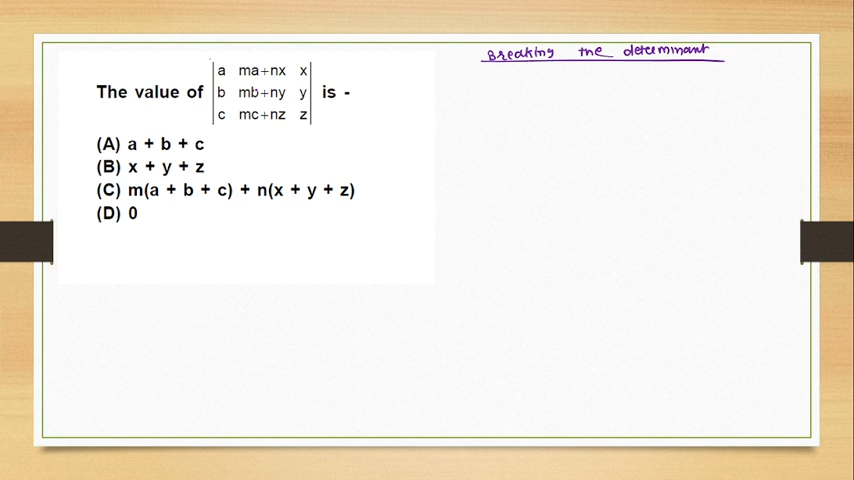 Breaking the determinant
The value of | a ma+nx x | is -
| b mb+ny y |
| c mc+nz z |
(A) a + b + c
(B) x + y + z
(C) m(a + b + c) + n(x + y + z)
(D) 0